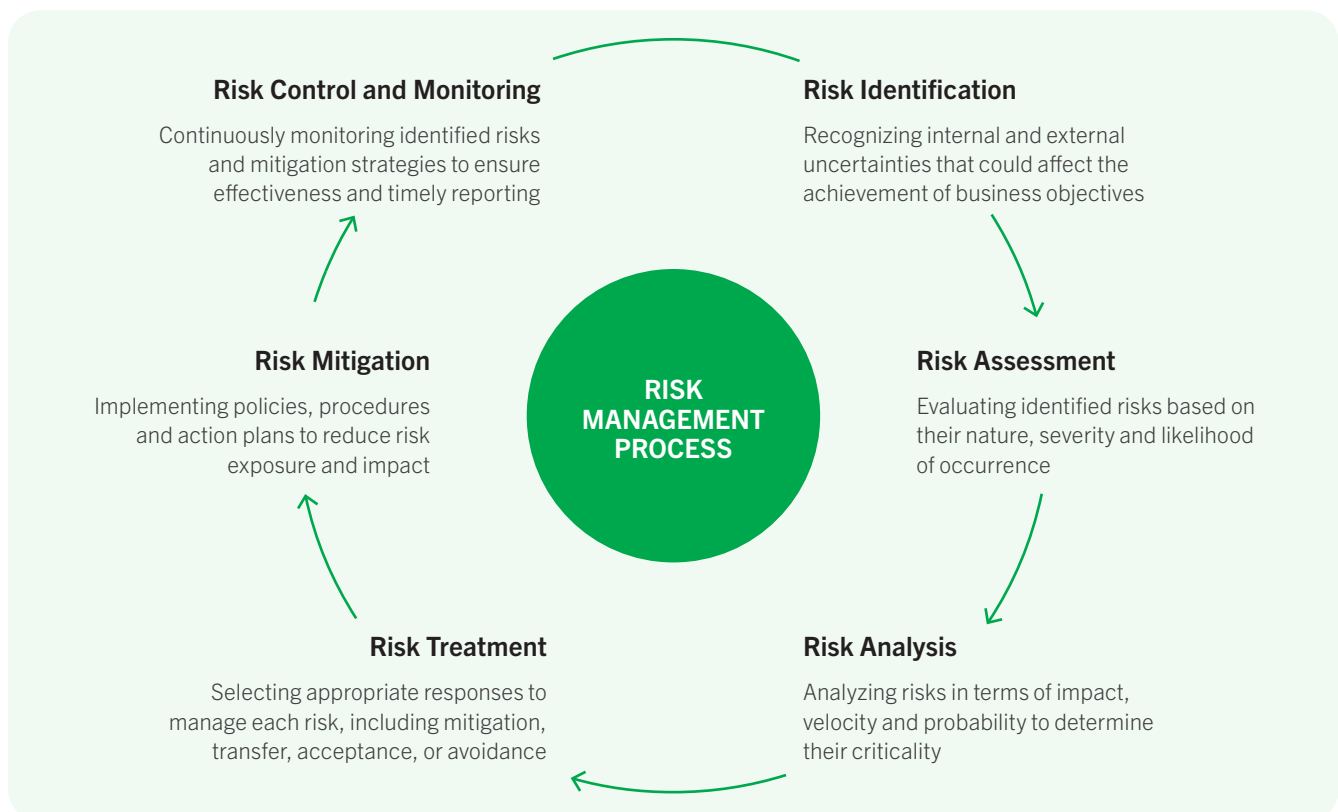 Risk Control and Monitoring
Continuously monitoring identified risks
and mitigation strategies to ensure
effectiveness and timely reporting
Risk Identification
Recognizing internal and external
uncertainties that could affect the
achievement of business objectives
Risk Mitigation
Implementing policies, procedures
and action plans to reduce risk
exposure and impact
RISK
MANAGEMENT
PROCESS
Risk Assessment
Evaluating identified risks based on
their nature, severity and likelihood
of occurrence
Risk Treatment
Selecting appropriate responses to
manage each risk, including mitigation,
transfer, acceptance, or avoidance
Risk Analysis
Analyzing risks in terms of impact,
velocity and probability to determine
their criticality